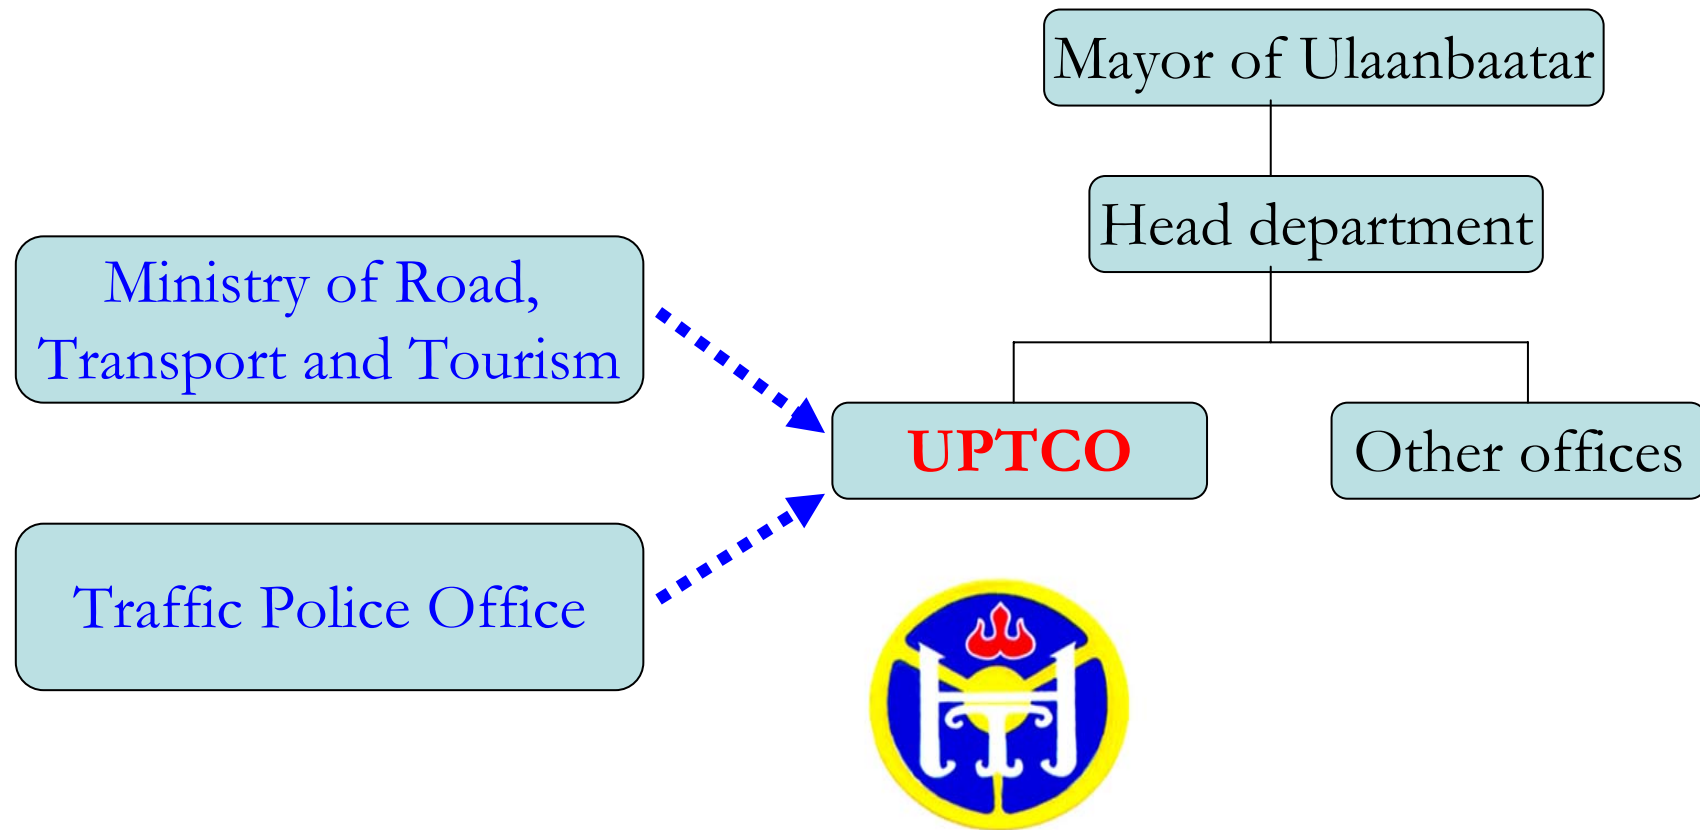 Mayor of Ulaanbaatar
Head department
Ministry of Road,
Transport and Tourism
UPTCO
Other offices
Traffic Police Office